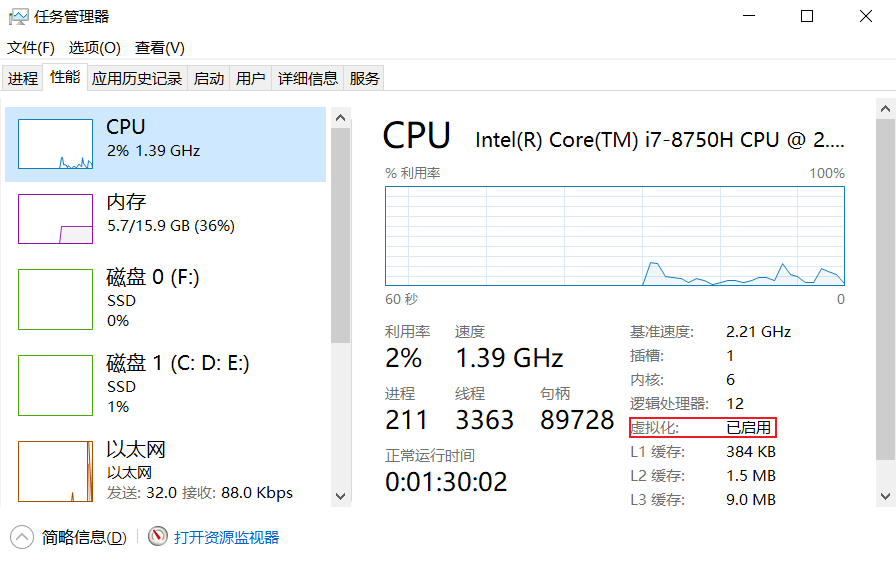 任务管理器
文件(F) 选项(O) 查看(V)
进程 性能 应用历史记录 启动 用户 详细信息 服务
CPU
2% 1.39 GHz
内存
5.7/15.9 GB (36%)
磁盘 0 (F:)
SSD
0%
磁盘 1 (C: D: E:)
SSD
1%
以太网
以太网
发送: 32.0 接收: 88.0 Kbps
CPU Intel(R) Core(TM) i7-8750H CPU @ 2....
% 利用率 100%
60 秒 0
利用率 速度
2% 1.39 GHz
进程 线程 句柄
211 3363 89728
正常运行时间
0:01:30:02
基准速度: 2.21 GHz
插槽: 1
内核: 6
逻辑处理器: 12
虚拟化: 已启用
L1 缓存: 384 KB
L2 缓存: 1.5 MB
L3 缓存: 9.0 MB
简略信息(D) 打开资源监视器